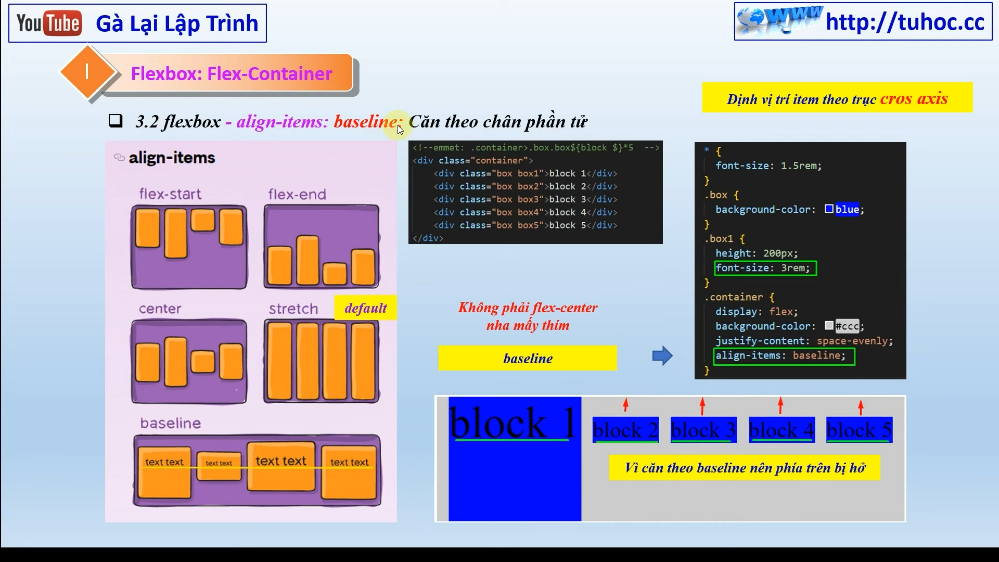 YouTube Gà Lại Lập Trình
www http://tuhoc.cc
I Flexbox: Flex-Container
Định vị trí item theo trục cros axis
❑ 3.2 flexbox - align-items: baseline: Căn theo chân phần tử
align-items
flex-start flex-end
center stretch default
baseline
text text text text text text text text
<!--emmet: .container>.box.box${block $}*5 -->
<div class="container">
<div class="box box1">block 1</div>
<div class="box box2">block 2</div>
<div class="box box3">block 3</div>
<div class="box box4">block 4</div>
<div class="box box5">block 5</div>
</div>
Không phải flex-center
nha mấy thím
baseline
* {
font-size: 1.5rem;
}
.box {
background-color: blue;
}
.box1 {
height: 200px;
font-size: 3rem;
}
.container {
display: flex;
background-color: #ccc;
justify-content: space-evenly;
align-items: baseline;
}
block 1 block 2 block 3 block 4 block 5
Vì căn theo baseline nên phía trên bị hở